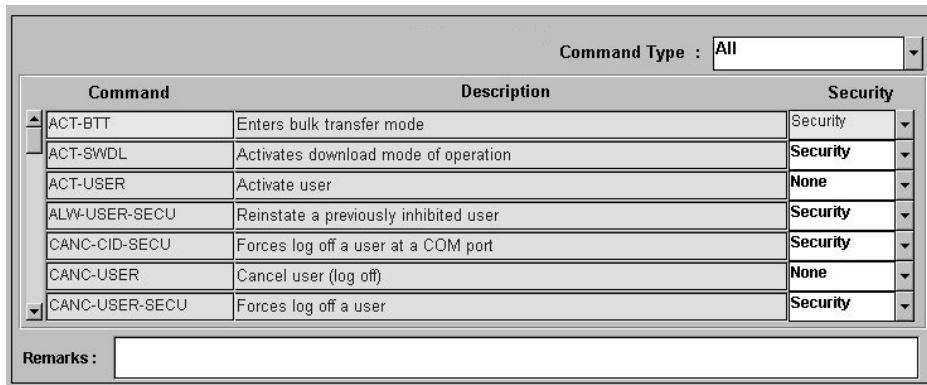 Command Type : All
Command Description Security
ACT-BTT Enters bulk transfer mode Security
ACT-SWDL Activates download mode of operation Security
ACT-USER Activate user None
ALW-USER-SECU Reinstate a previously inhibited user Security
CANC-CID-SECU Forces log off a user at a COM port Security
CANC-USER Cancel user (log off) None
CANC-USER-SECU Forces log off a user Security
Remarks :